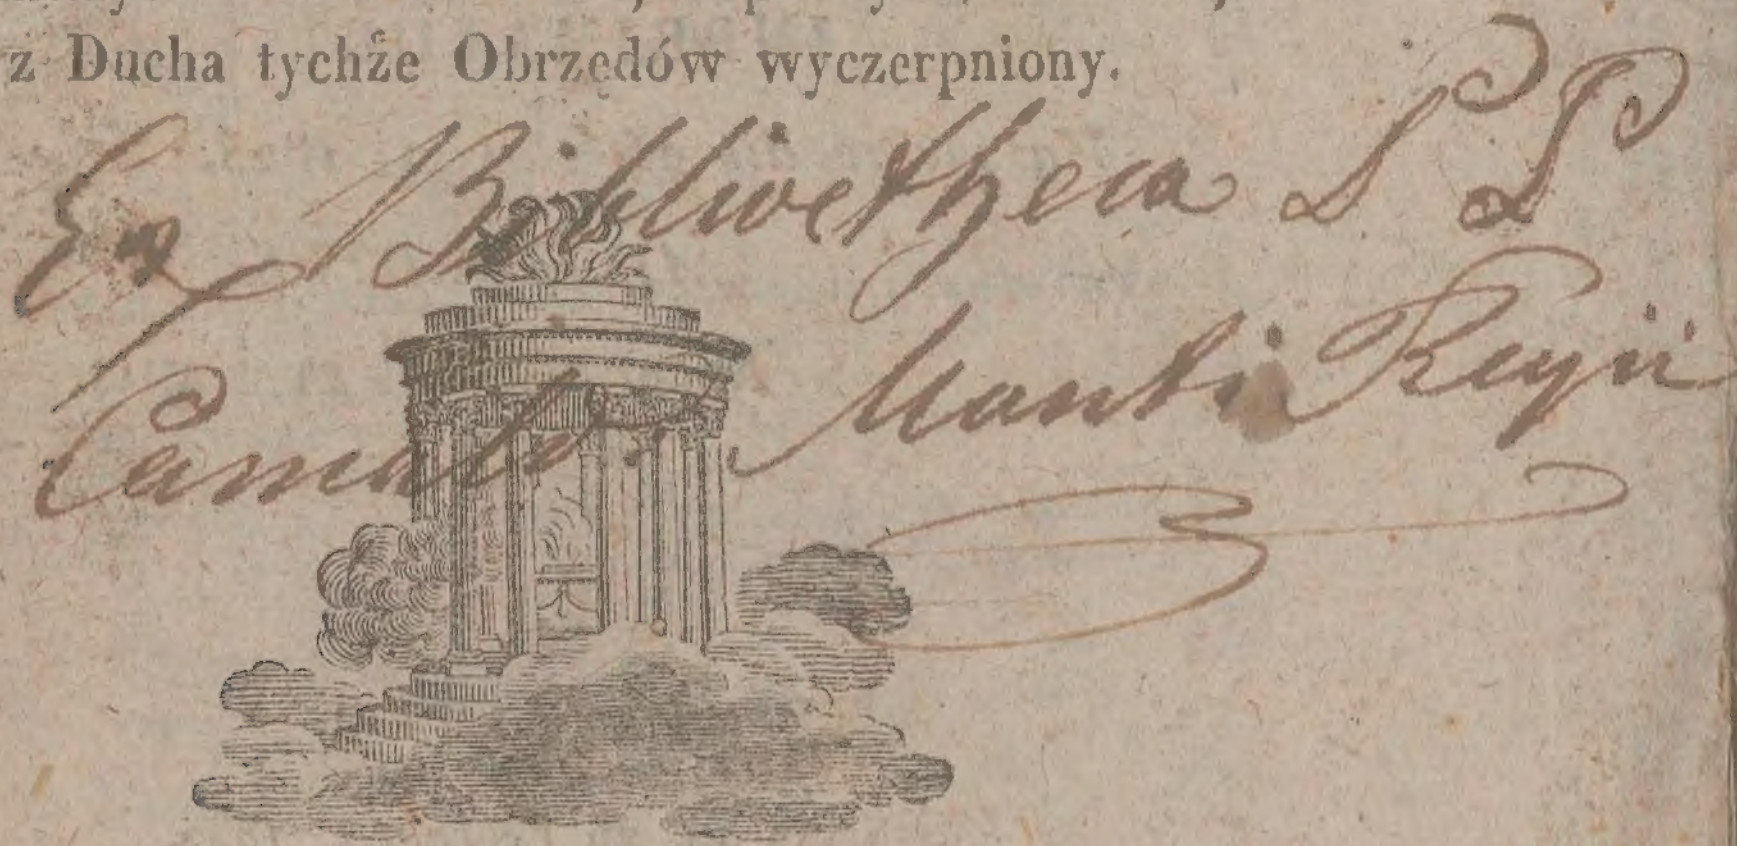 z Ducha tychże Obrzędów wyczerpniony.
Ex Bibliotheca P P
Camald. Montis Regii